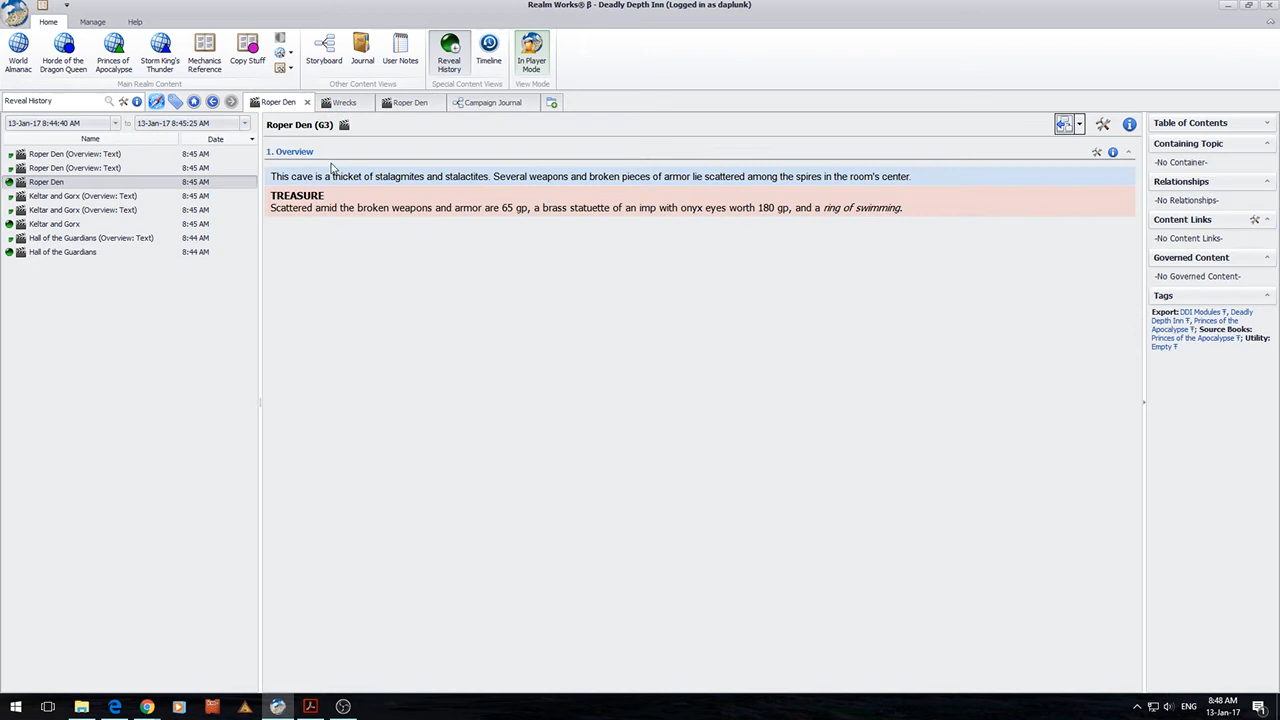 Realm Works® β - Deadly Depth Inn (Logged in as daplunk)
Home Manage Help
World Almanac
Horde of the Dragon Queen
Princes of Apocalypse
Storm King's Thunder
Mechanics Reference
Copy Stuff
Storyboard
Journal
User Notes
Reveal History
Timeline
In Player Mode
Main Realm Content
Other Content Views
Special Content Views
View Mode
Reveal History
Roper Den
Wrecks
Roper Den
Campaign Journal
13-Jan-17 8:44:40 AM to 13-Jan-17 8:45:25 AM
Name Date
Roper Den (Overview: Text) 8:45 AM
Roper Den (Overview: Text) 8:45 AM
Roper Den 8:45 AM
Keltar and Gorx (Overview: Text) 8:45 AM
Keltar and Gorx (Overview: Text) 8:45 AM
Keltar and Gorx 8:45 AM
Hall of the Guardians (Overview: Text) 8:44 AM
Hall of the Guardians 8:44 AM
Roper Den (G3)
1. Overview
This cave is a thicket of stalagmites and stalactites. Several weapons and broken pieces of armor lie scattered among the spires in the room's center.
TREASURE
Scattered amid the broken weapons and armor are 65 gp, a brass statuette of an imp with onyx eyes worth 180 gp, and a ring of swimming.
Table of Contents
Containing Topic
-No Container-
Relationships
-No Relationships-
Content Links
-No Content Links-
Governed Content
-No Governed Content-
Tags
Export: DDI Modules Ŧ, Deadly
Depth Inn Ŧ, Princes of the
Apocalypse Ŧ; Source Books:
Princes of the Apocalypse Ŧ; Utility:
Empty Ŧ
ENG
8:48 AM
13-Jan-17